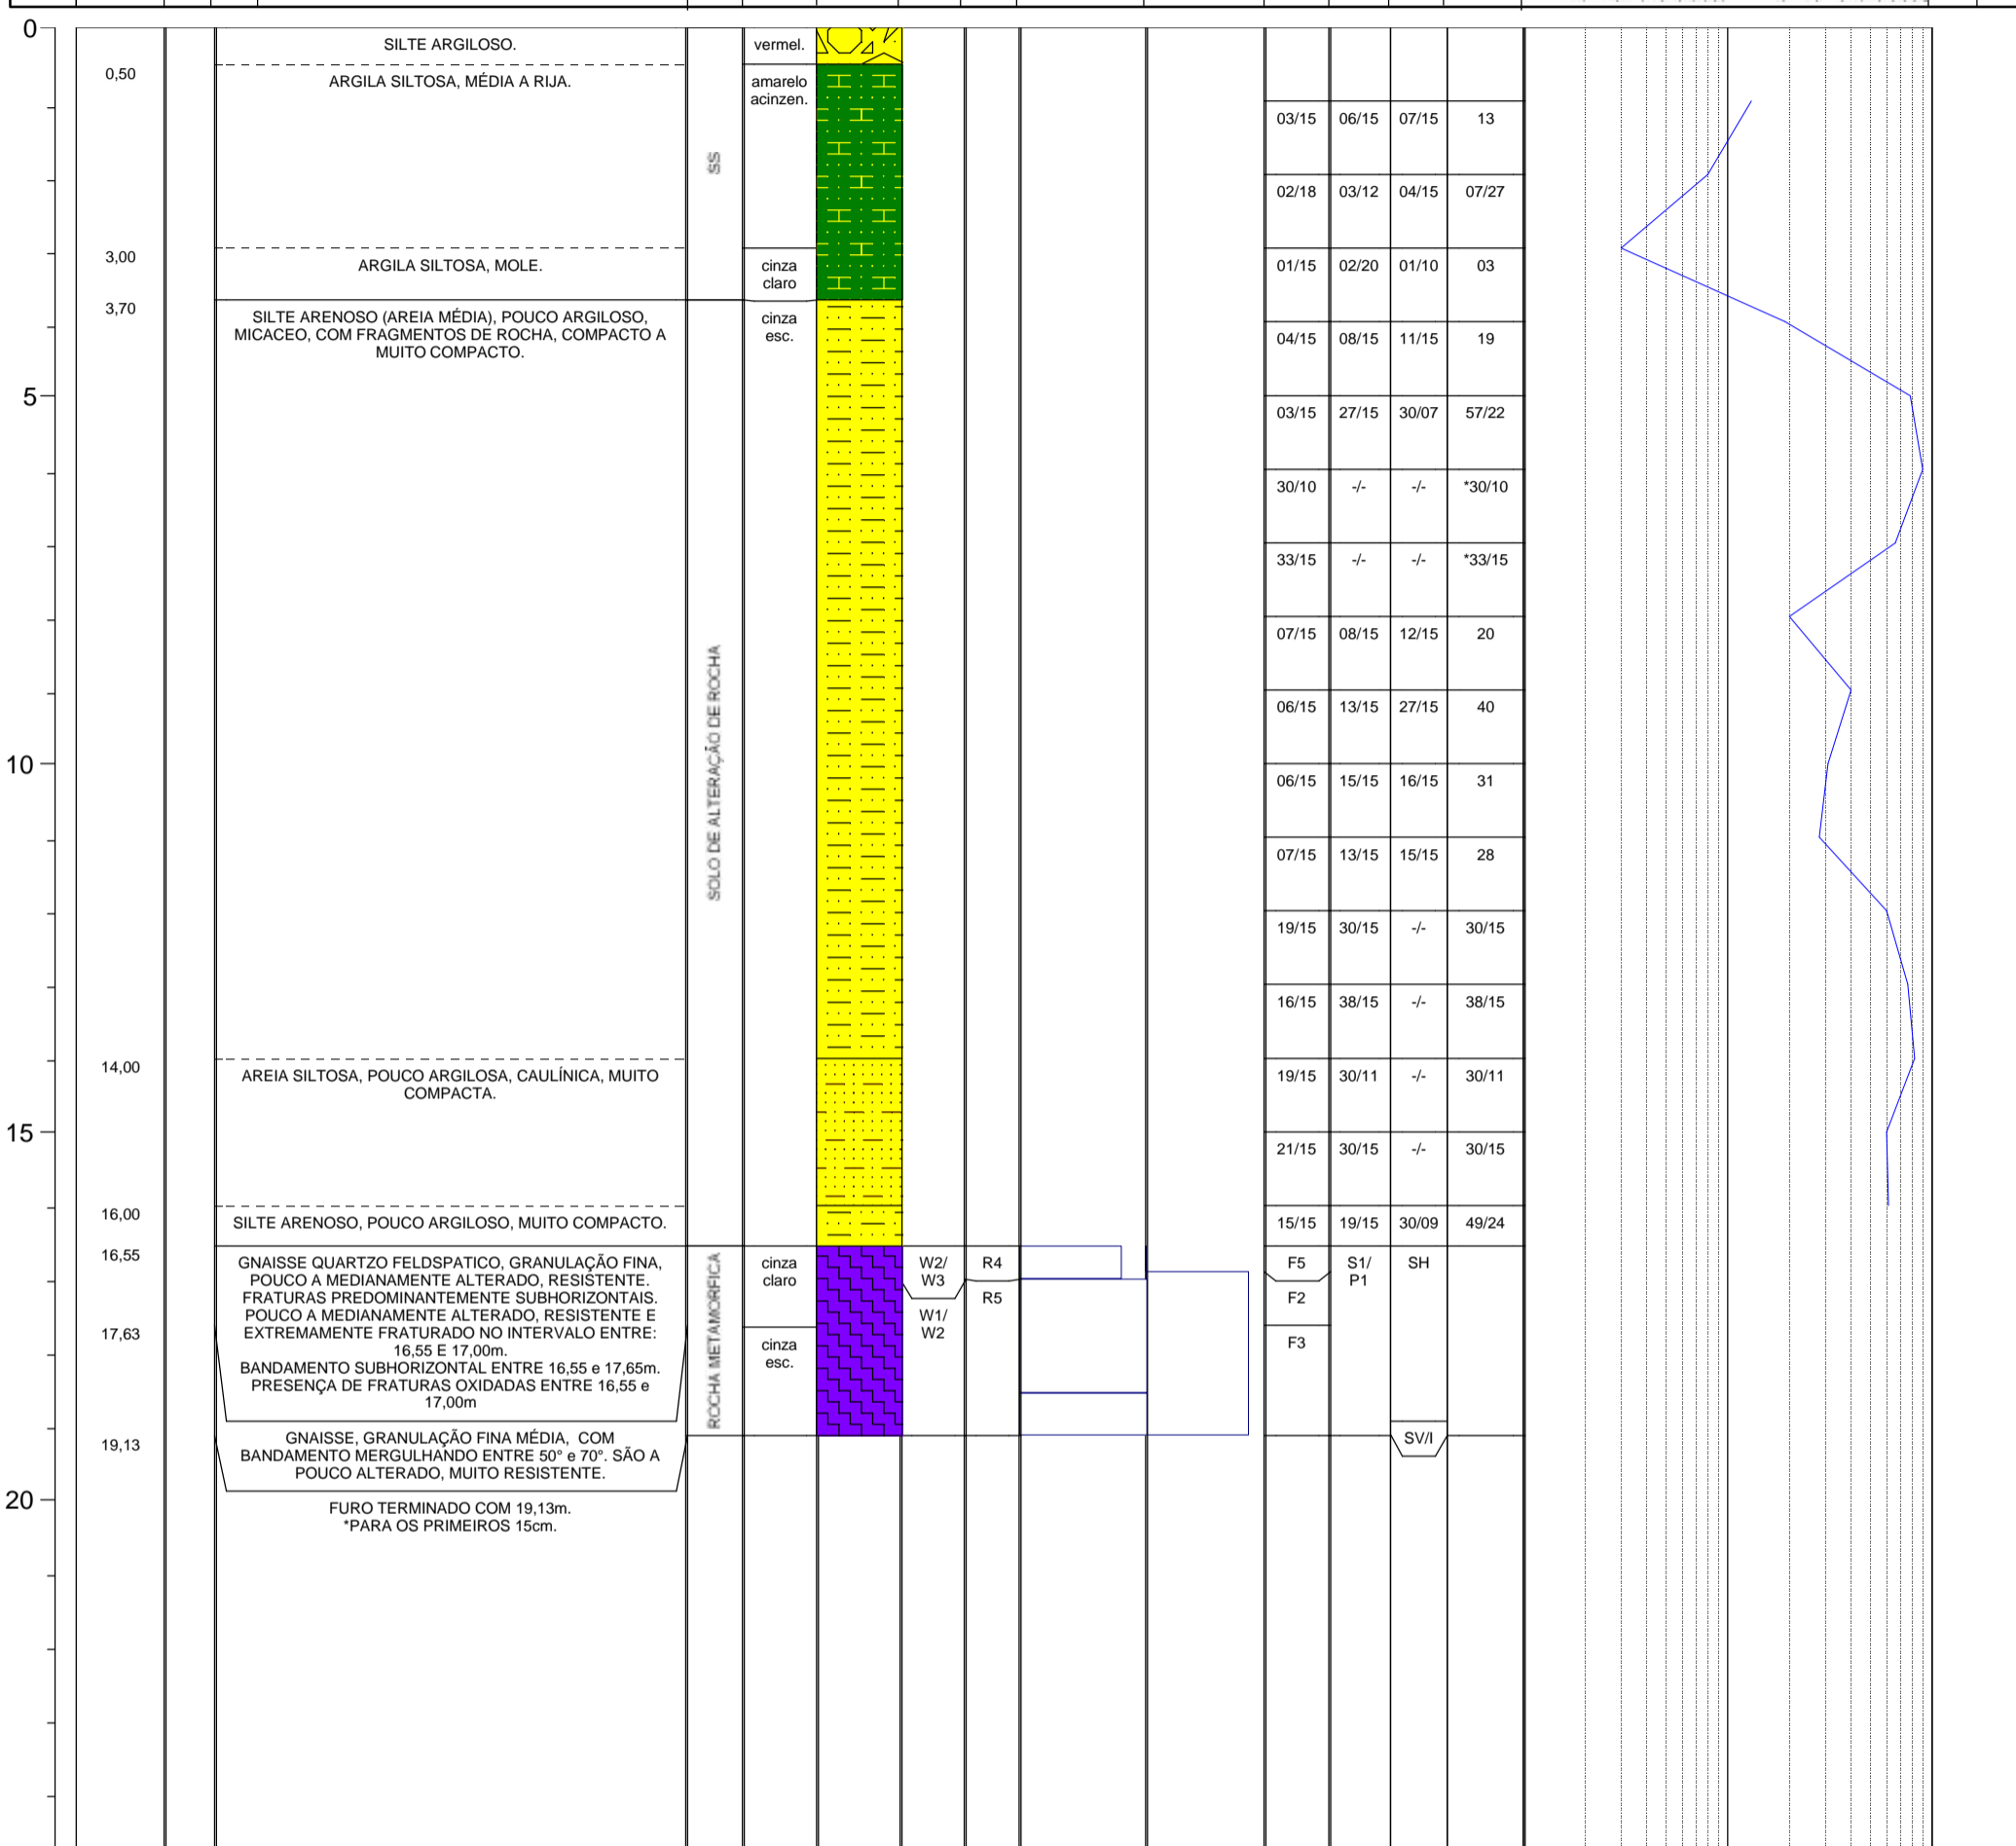 0
SILTE ARGILOSO.
vermel.
0,50
ARGILA SILTOSA, MÉDIA A RIJA.
amarelo
acinzen.
03/15 06/15 07/15 13
SS
02/18 03/12 04/15 07/27
3,00
ARGILA SILTOSA, MOLE.
cinza
claro
01/15 02/20 01/10 03
3,70
SILTE ARENOSO (AREIA MÉDIA), POUCO ARGILOSO,
MICACEO, COM FRAGMENTOS DE ROCHA, COMPACTO A
MUITO COMPACTO.
cinza
esc.
04/15 08/15 11/15 19
5
03/15 27/15 30/07 57/22
30/10 -/- -/- *30/10
33/15 -/- -/- *33/15
07/15 08/15 12/15 20
SOLO DE ALTERAÇÃO DE ROCHA
06/15 13/15 27/15 40
10
06/15 15/15 16/15 31
07/15 13/15 15/15 28
19/15 30/15 -/- 30/15
16/15 38/15 -/- 38/15
14,00
AREIA SILTOSA, POUCO ARGILOSA, CAULÍNICA, MUITO
COMPACTA.
19/15 30/11 -/- 30/11
15
21/15 30/15 -/- 30/15
16,00
SILTE ARENOSO, POUCO ARGILOSO, MUITO COMPACTO.
15/15 19/15 30/09 49/24
16,55
GNAISSE QUARTZO FELDSPATICO, GRANULAÇÃO FINA,
POUCO A MEDIANAMENTE ALTERADO, RESISTENTE.
FRATURAS PREDOMINANTEMENTE SUBHORIZONTAIS.
POUCO A MEDIANAMENTE ALTERADO, RESISTENTE E
EXTREMAMENTE FRATURADO NO INTERVALO ENTRE:
16,55 E 17,00m.
BANDAMENTO SUBHORIZONTAL ENTRE 16,55 e 17,65m.
PRESENÇA DE FRATURAS OXIDADAS ENTRE 16,55 e
17,00m
ROCHA METAMORFICA
cinza
claro
W2/
W3
R4
F5
S1/
P1
SH
R5
F2
W1/
W2
17,63
cinza
esc.
F3
19,13
GNAISSE, GRANULAÇÃO FINA MÉDIA, COM
BANDAMENTO MERGULHANDO ENTRE 50° e 70°. SÃO A
POUCO ALTERADO, MUITO RESISTENTE.
SV/I
20
FURO TERMINADO COM 19,13m.
*PARA OS PRIMEIROS 15cm.